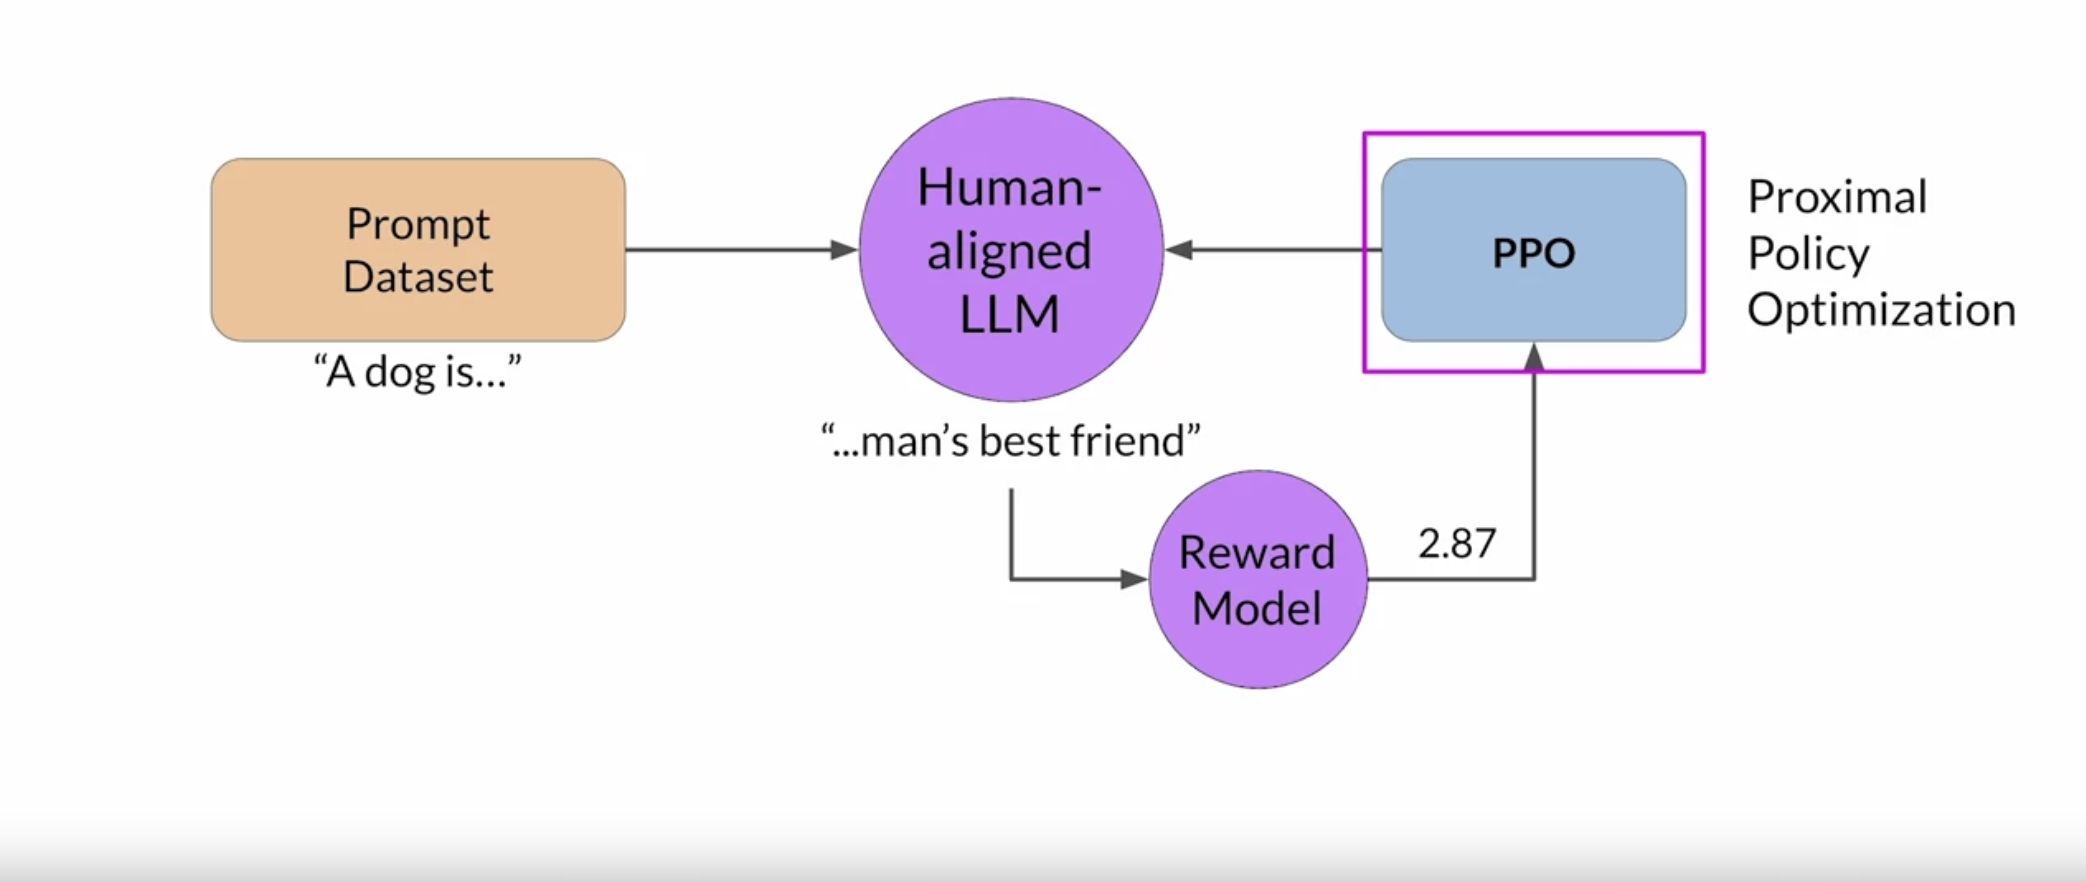 Prompt
Dataset
“A dog is...”
Human-
aligned
LLM
“...man’s best friend”
Reward
Model
2.87
PPO
Proximal
Policy
Optimization